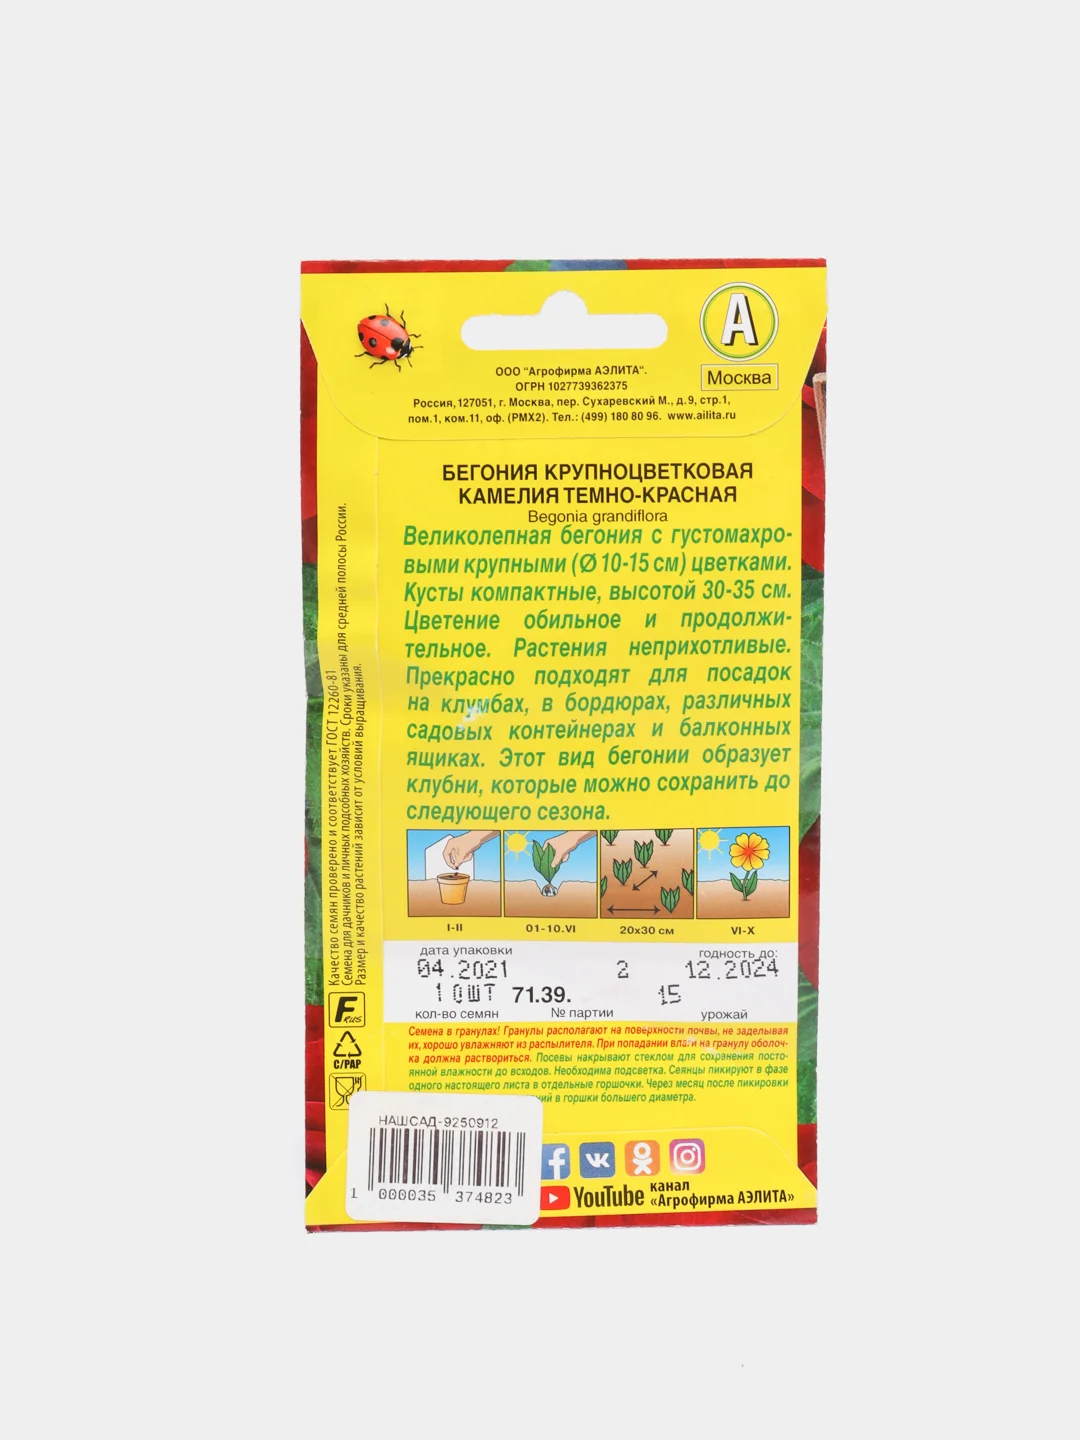 А
Москва
ООО "Агрофирма АЭЛИТА".
ОГРН 1027739362375
Россия,127051, г. Москва, пер. Сухаревский М., д.9, стр.1,
пом.1, ком.11, оф. (РМХ2). Тел.: (499) 180 80 96. www.ailita.ru
БЕГОНИЯ КРУПНОЦВЕТКОВАЯ
КАМЕЛИЯ ТЕМНО-КРАСНАЯ
Begonia grandiflora
Великолепная бегония с густомахро-
выми крупными (Ø 10-15 см) цветками.
Кусты компактные, высотой 30-35 см.
Цветение обильное и продолжи-
тельное. Растения неприхотливые.
Прекрасно подходят для посадок
на клумбах, в бордюрах, различных
садовых контейнерах и балконных
ящиках. Этот вид бегонии образует
клубни, которые можно сохранить до
следующего сезона.
I-II
01-10.VI
20х30 см
VI-X
дата упаковки
годность до:
04.2021
2
12.2024
10ШТ
71.39.
15
кол-во семян
№ партии
урожай
Семена в гранулах! Гранулы располагают на поверхности почвы, не заделывая
их, хорошо увлажняют из распылителя. При попадании влаги на гранулу оболоч-
ка должна раствориться. Посевы накрывают стеклом для сохранения посто-
янной влажности до всходов. Необходима подсветка. Сеянцы пикируют в фазе
одного настоящего листа в отдельные горшочки. Через месяц после пикировки
в горшки большего диаметра.
Качество семян проверено и соответствует ГОСТ 12260-81
Семена для дачников и личных подсобных хозяйств. Сроки указаны для средней полосы России.
Размер и качество растений зависит от условий выращивания.
F RUS
C/PAP
НАШСАД-9250912
1 000035 374823
YouTube
канал
«Агрофирма АЭЛИТА»